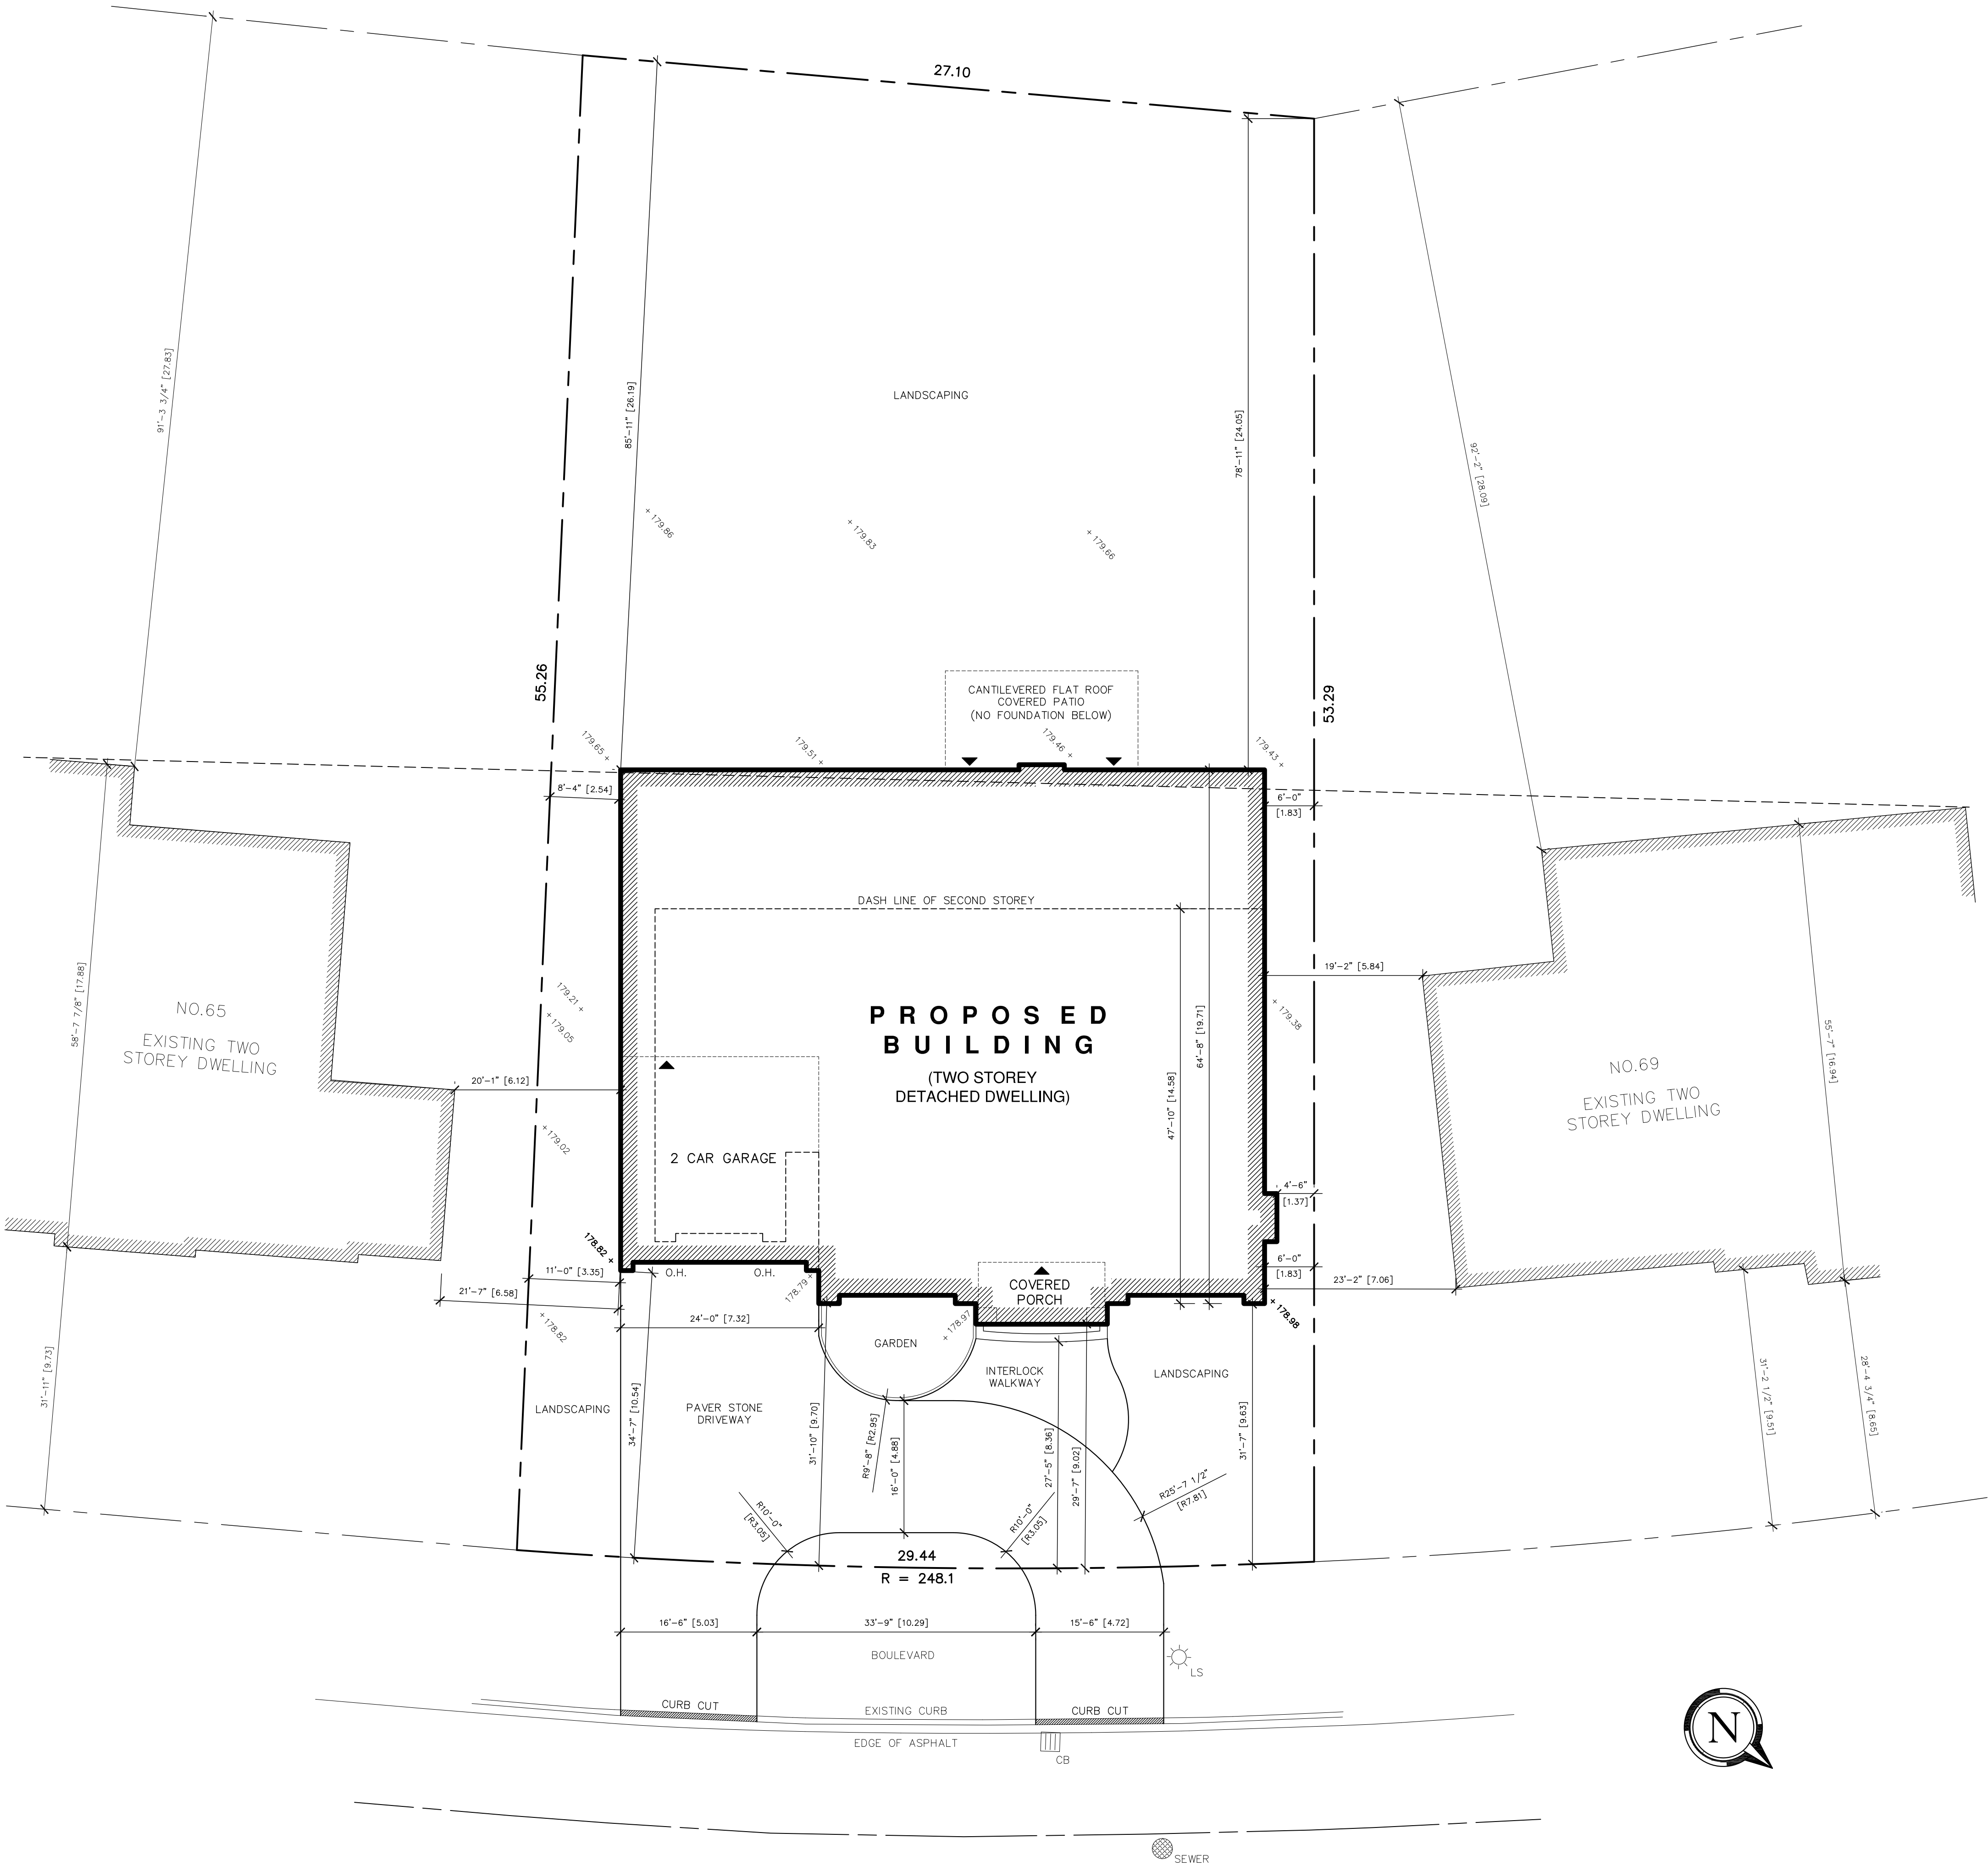 27.10
91'-3 3/4" [27.83]
85'-11" [26.19]
LANDSCAPING
78'-11" [24.05]
92'-2" [28.09]
+ 179.86
+ 179.83
+ 179.66
55.26
53.29
CANTILEVERED FLAT ROOF
COVERED PATIO
(NO FOUNDATION BELOW)
179.65 +
179.51 +
179.46 +
179.43 +
8'-4" [2.54]
6'-0"
[1.83]
DASH LINE OF SECOND STOREY
58'-7 7/8" [17.88]
NO.65
EXISTING TWO
STOREY DWELLING
179.21 +
+ 179.05
19'-2" [5.84]
PROPOSED
BUILDING
(TWO STOREY
DETACHED DWELLING)
64'-8" [19.71]
47'-10" [14.58]
+ 179.38
NO.69
EXISTING TWO
STOREY DWELLING
55'-7" [16.94]
20'-1" [6.12]
+ 179.02
2 CAR GARAGE
4'-6"
[1.37]
178.82 +
11'-0" [3.35]
O.H.
O.H.
178.79 +
COVERED
PORCH
6'-0"
[1.83]
23'-2" [7.06]
21'-7" [6.58]
+ 178.82
24'-0" [7.32]
GARDEN
+ 178.97
+ 178.98
INTERLOCK
WALKWAY
LANDSCAPING
31'-11" [9.73]
LANDSCAPING
34'-7" [10.54]
PAVER STONE
DRIVEWAY
31'-10" [9.70]
R9'-8" [R2.95]
16'-0" [4.88]
27'-5" [8.36]
29'-7" [9.02]
31'-7" [9.63]
31'-2 1/2" [9.51]
28'-4 3/4" [8.65]
R10'-0"
[R3.05]
R10'-0"
[R3.05]
R25'-7 1/2"
[R7.81]
29.44
R = 248.1
16'-6" [5.03]
33'-9" [10.29]
15'-6" [4.72]
BOULEVARD
LS
CURB CUT
EXISTING CURB
CURB CUT
EDGE OF ASPHALT
CB
N
SEWER